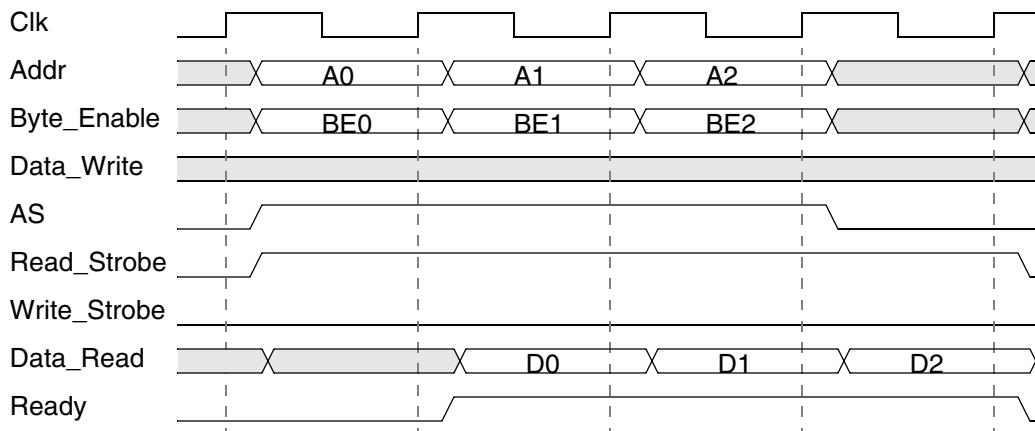 Clk
Addr A0 A1 A2
Byte_Enable BE0 BE1 BE2
Data_Write
AS
Read_Strobe
Write_Strobe
Data_Read D0 D1 D2
Ready